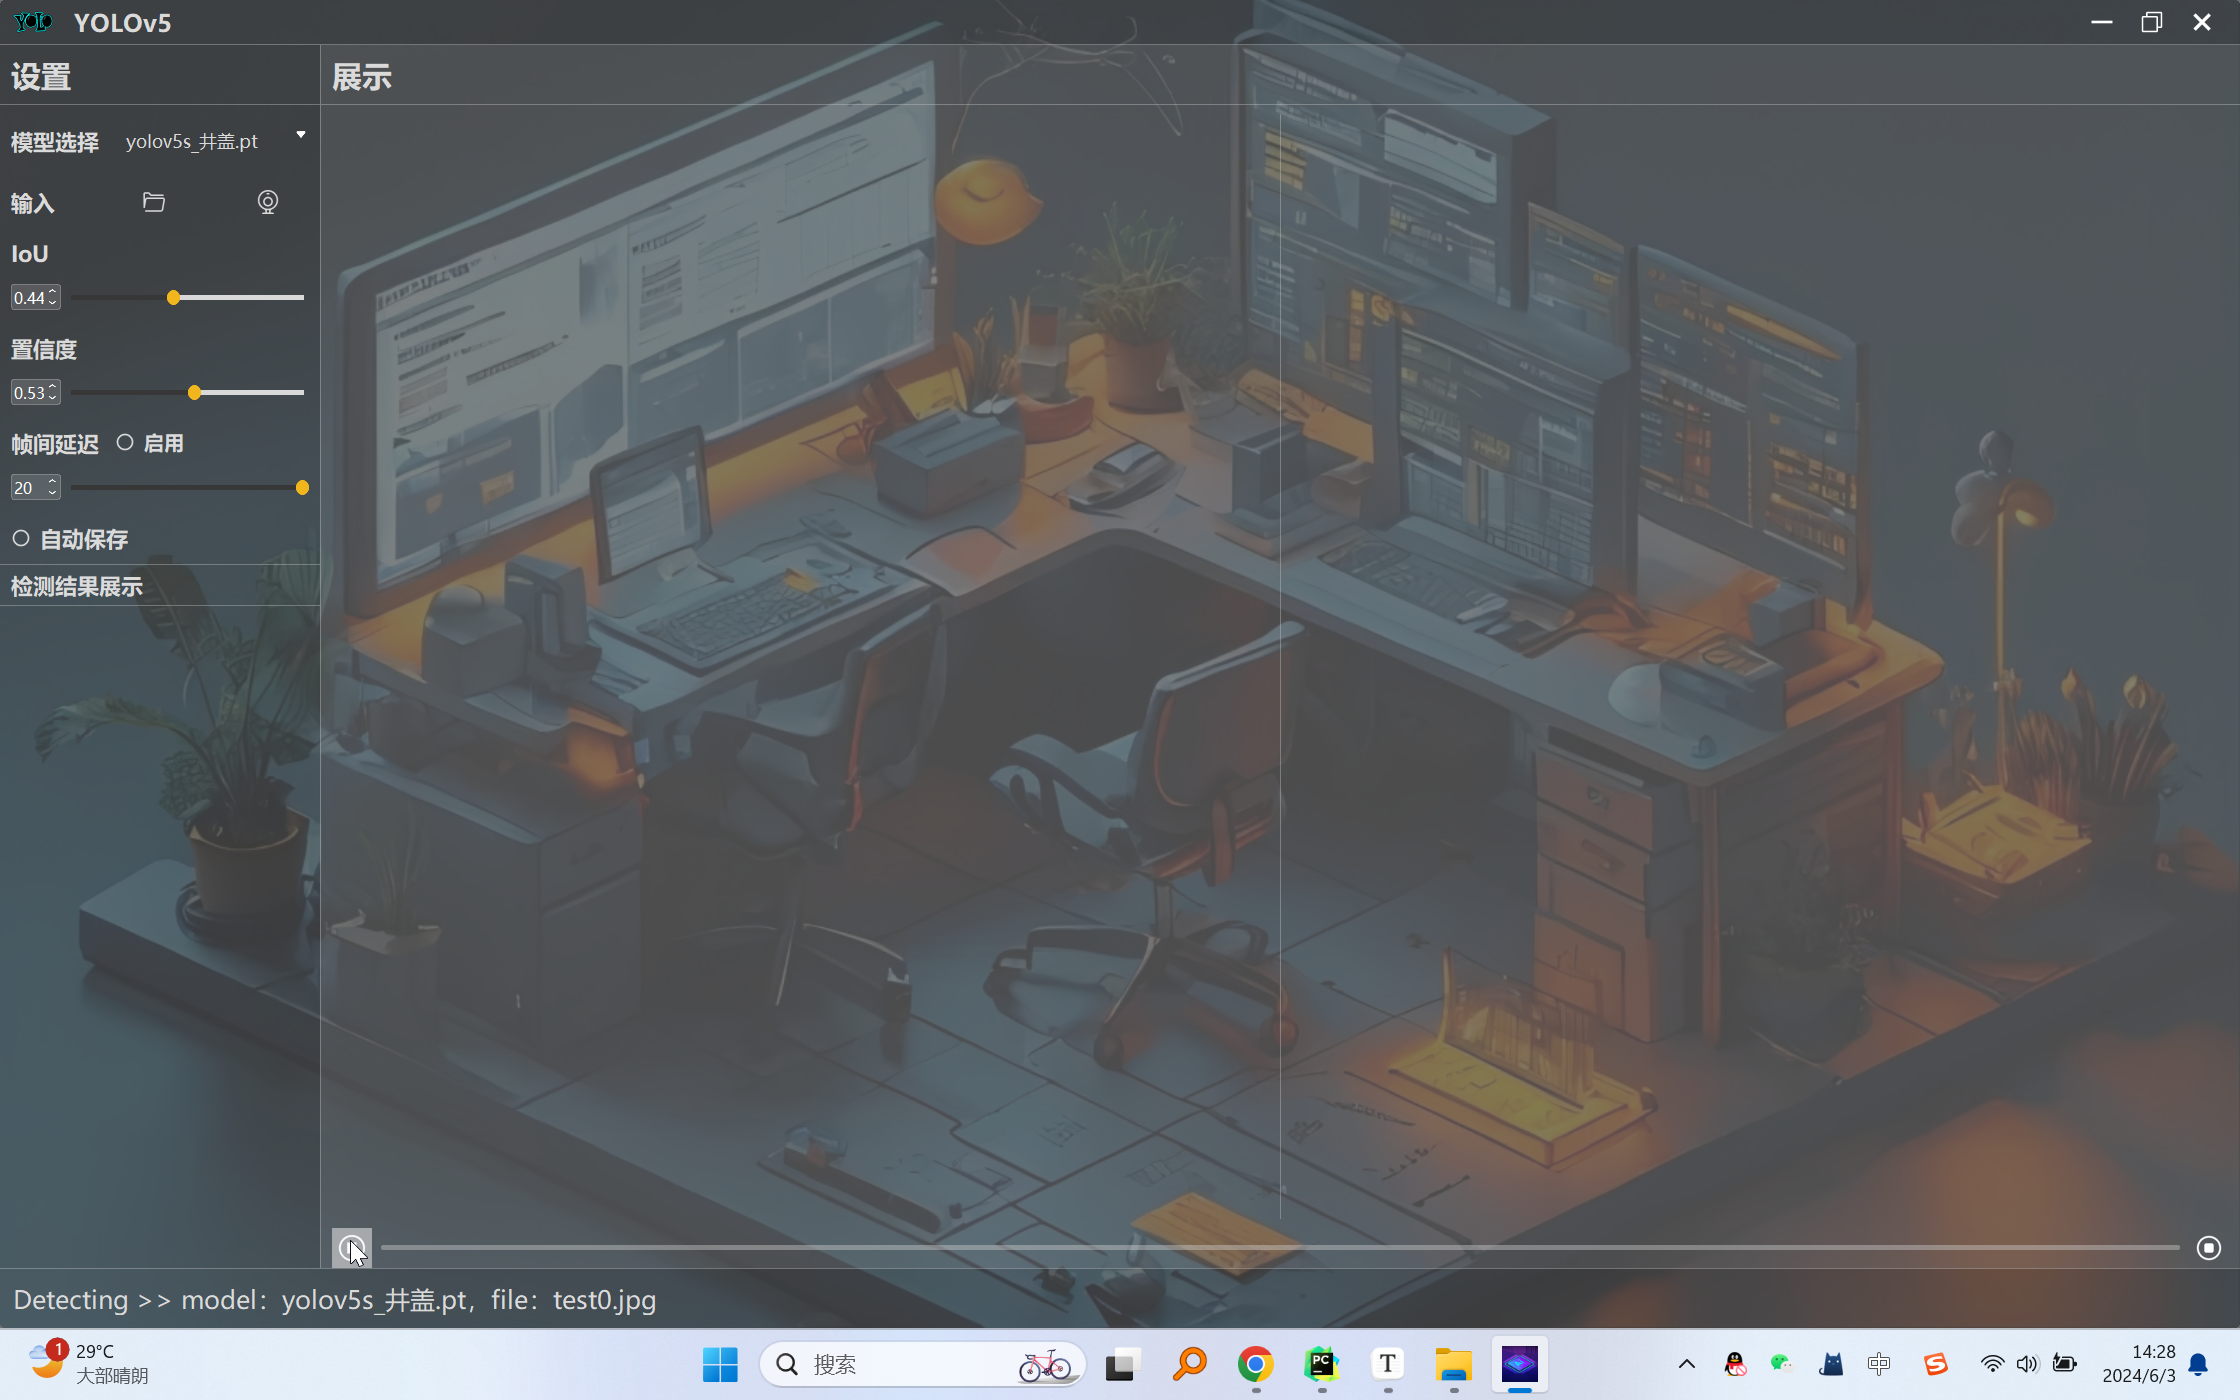 YOLO YOLOv5
设置
展示
模型选择 yolov5s_井盖.pt
输入
IoU
0.44
置信度
0.53
帧间延迟 启用
20
自动保存
检测结果展示
Detecting >> model：yolov5s_井盖.pt，file：test0.jpg
1
29°C
大部晴朗
搜索
PC
T
中
S
14:28
2024/6/3